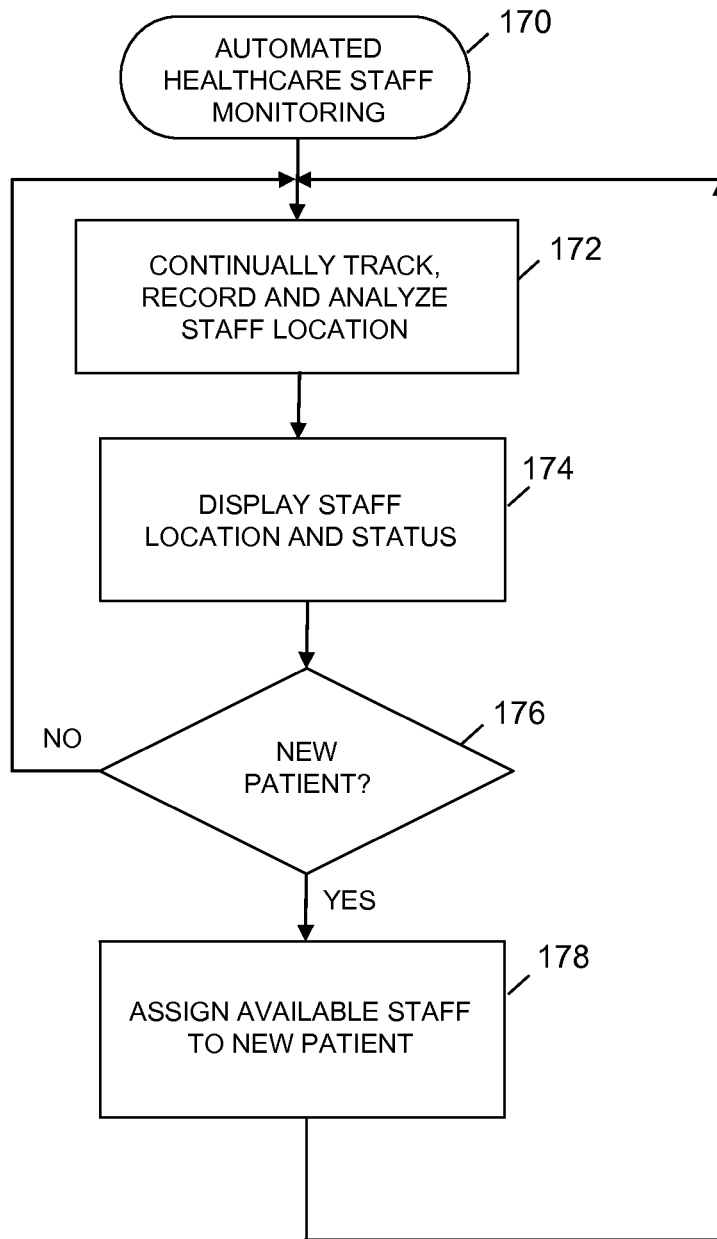 170
AUTOMATED
HEALTHCARE STAFF
MONITORING
172
CONTINUALLY TRACK,
RECORD AND ANALYZE
STAFF LOCATION
174
DISPLAY STAFF
LOCATION AND STATUS
176
NO
NEW
PATIENT?
YES
178
ASSIGN AVAILABLE STAFF
TO NEW PATIENT